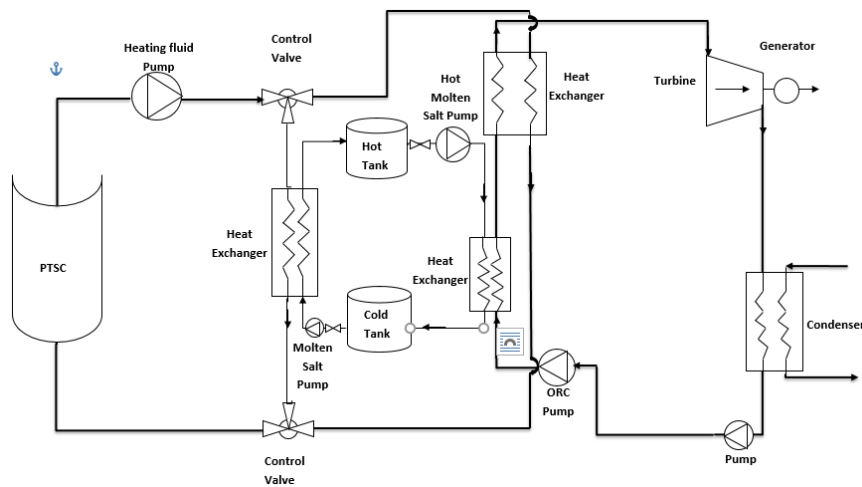 Heating fluid
Pump
Control
Valve
Hot
Molten
Salt Pump
Heat
Exchanger
Turbine
Generator
Hot
Tank
PTSC
Heat
Exchanger
Heat
Exchanger
Cold
Tank
Molten
Salt
Pump
Condenser
ORC
Pump
Pump
Control
Valve